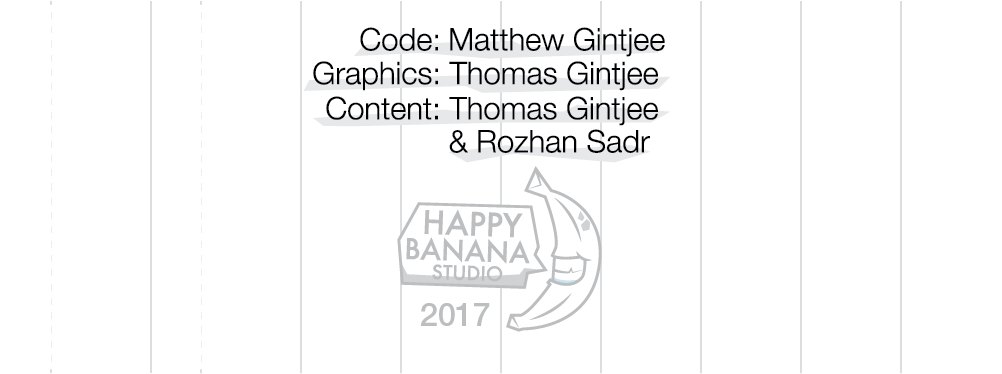 Code: Matthew Gintjee
Graphics: Thomas Gintjee
Content: Thomas Gintjee
& Rozhan Sadr
HAPPY
BANANA
STUDIO
2017